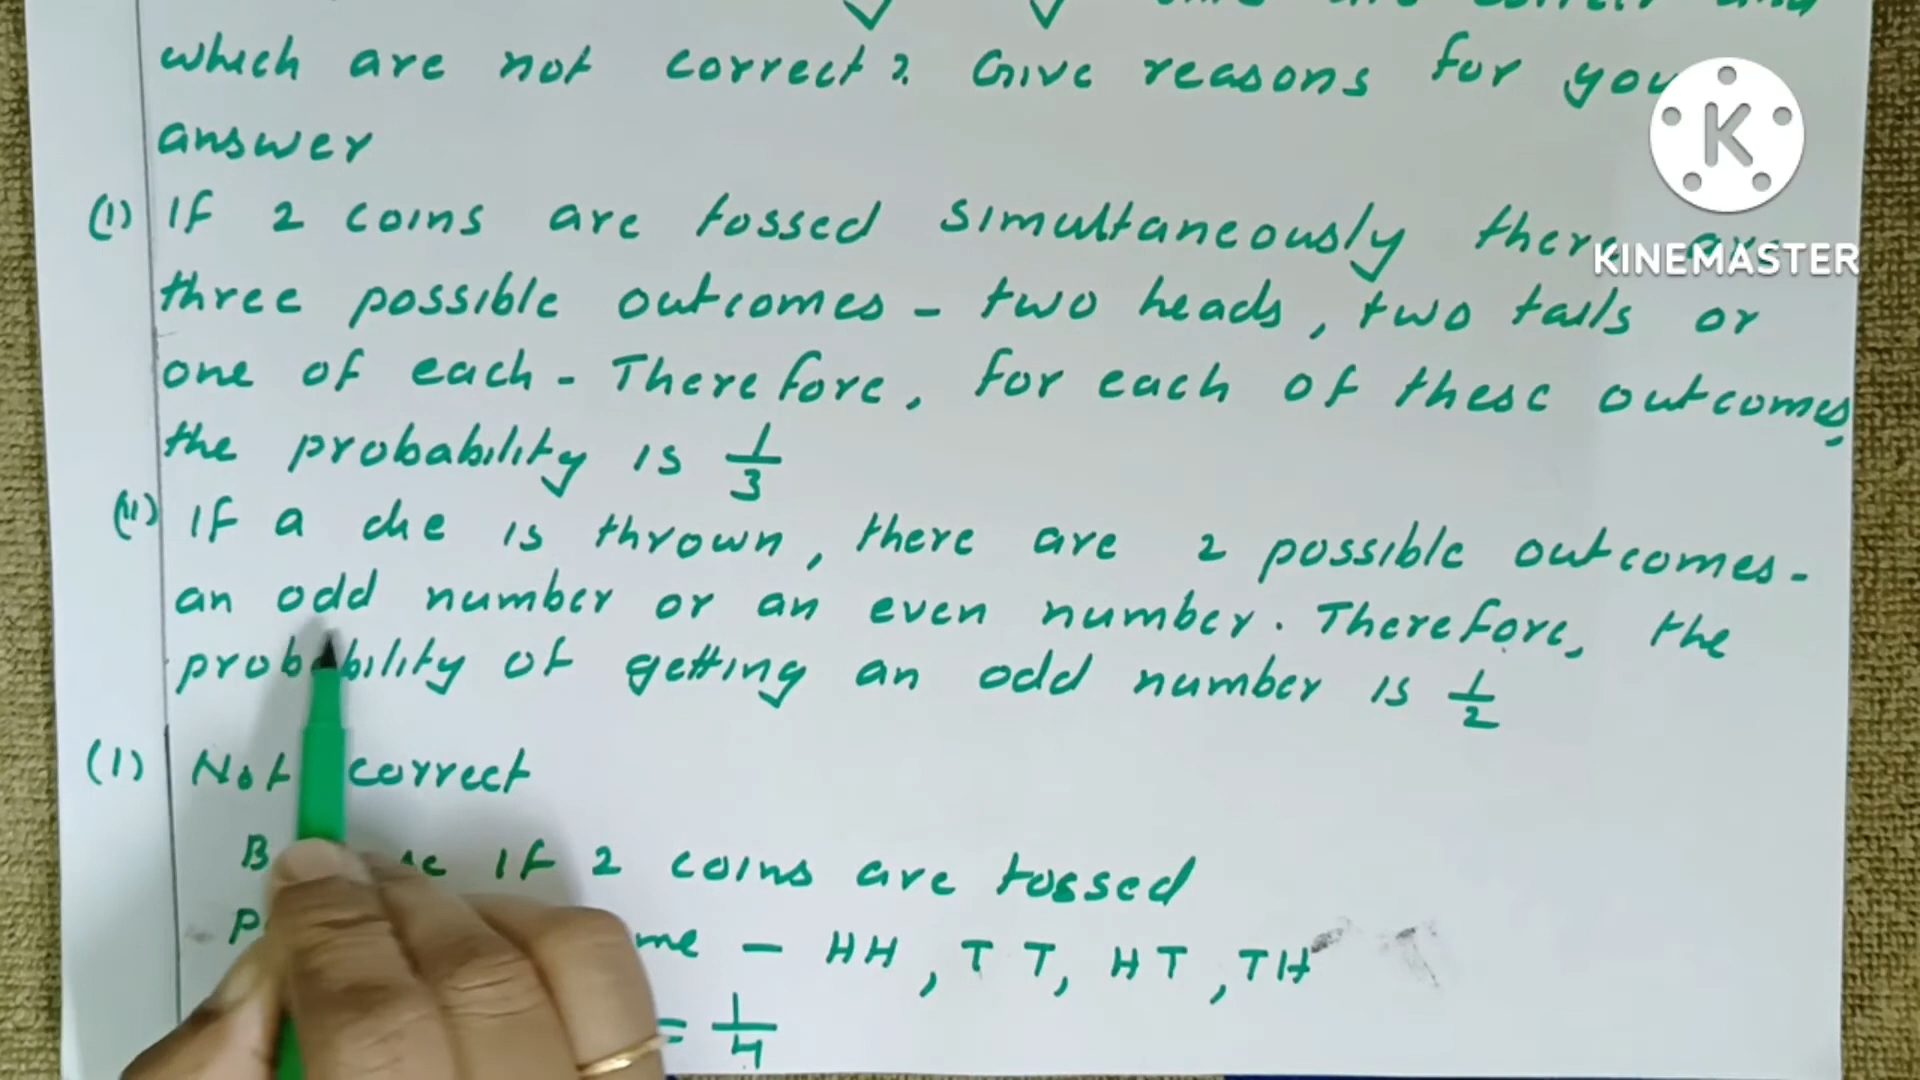 correct and
which are not correct? Give reasons for you
answer
(i) If 2 coins are tossed simultaneously there are
three possible outcomes - two heads, two tails or
one of each - Therefore, for each of these outcomes,
the probability is 1/3
(ii) If a die is thrown, there are 2 possible outcomes -
an odd number or an even number. Therefore, the
probability of getting an odd number is 1/2
(i) Not correct
if 2 coins are tossed
- HH, TT, HT, TH
= 1/4
K
KINEMASTER